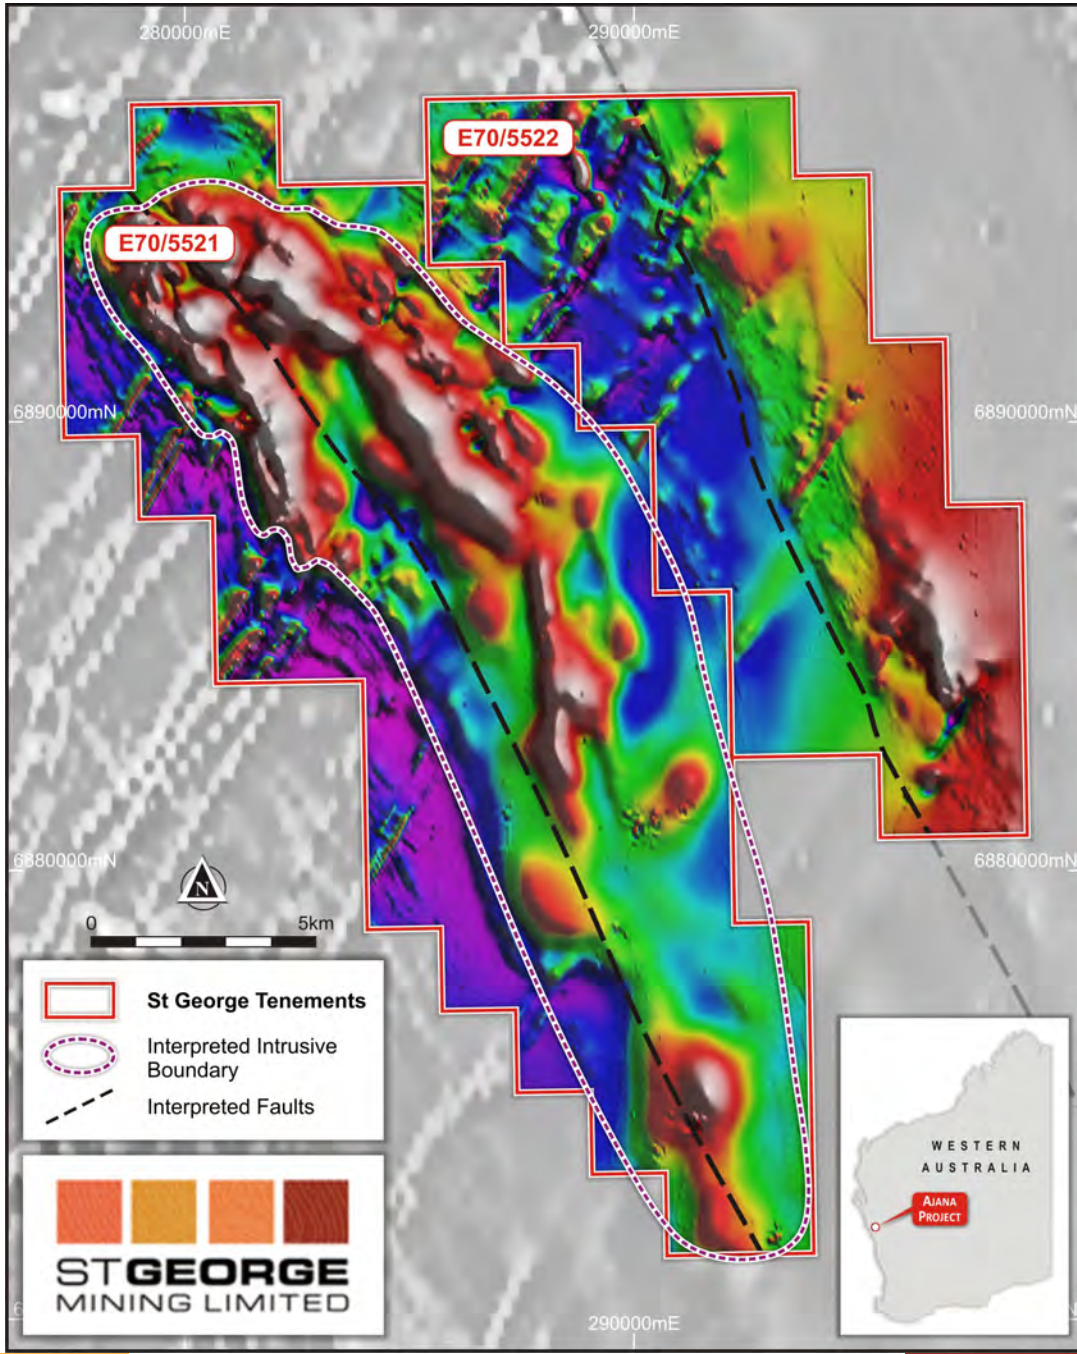 280000mE
290000mE
E70/5522
E70/5521
6890000mN
6890000mN
6880000mN
6880000mN
N
0
5km
St George Tenements
Interpreted Intrusive
Boundary
Interpreted Faults
WESTERN
AUSTRALIA
AJANA
PROJECT
STGEORGE
MINING LIMITED
290000mE